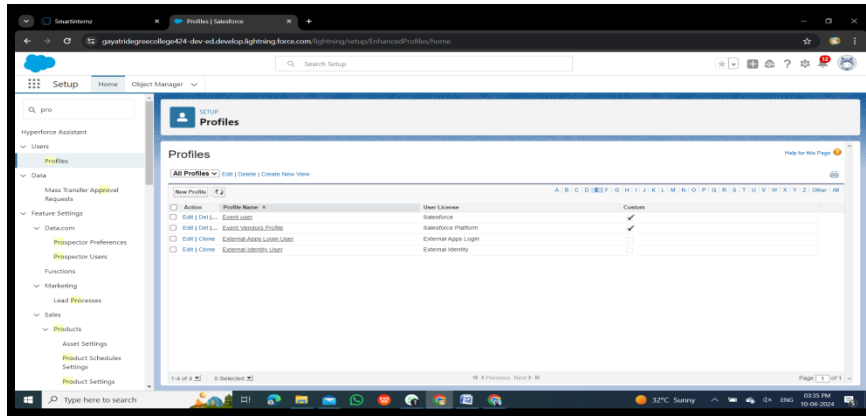 Smartinternz
Profiles | Salesforce
gayatridegreecollege424-dev-ed.develop.lightning.force.com/lightning/setup/EnhancedProfiles/home
Search Setup
12
Setup
Home
Object Manager
pro
Hyperforce Assistant
Users
Profiles
Data
Mass Transfer Approval
Requests
Feature Settings
Data.com
Prospector Preferences
Prospector Users
Functions
Marketing
Lead Processes
Sales
Products
Asset Settings
Product Schedules
Settings
Product Settings
SETUP
Profiles
Profiles
Help for this Page
All Profiles Edit | Delete | Create New View
New Profile
A | B | C | D | E | F | G | H | I | J | K | L | M | N | O | P | Q | R | S | T | U | V | W | X | Y | Z | Other | All
Action Profile Name User License Custom
Edit | Del | ... Event user Salesforce
Edit | Del | ... Event Vendors Profile Salesforce Platform
Edit | Clone External Apps Login User External Apps Login
Edit | Clone External Identity User External Identity
1-4 of 4 0 Selected Previous Next Page 1 of 1
Type here to search
32°C Sunny
ENG
03:35 PM
30-04-2024